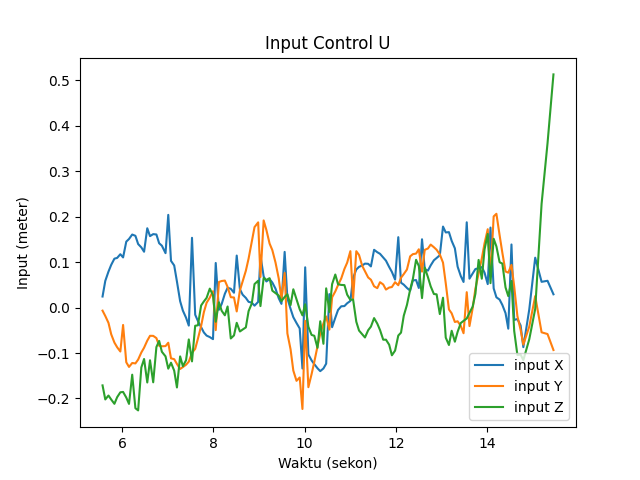 Input Control U
Input (meter)
0.5
0.4
0.3
0.2
0.1
0.0
−0.1
−0.2
6 8 10 12 14
Waktu (sekon)
input X
input Y
input Z